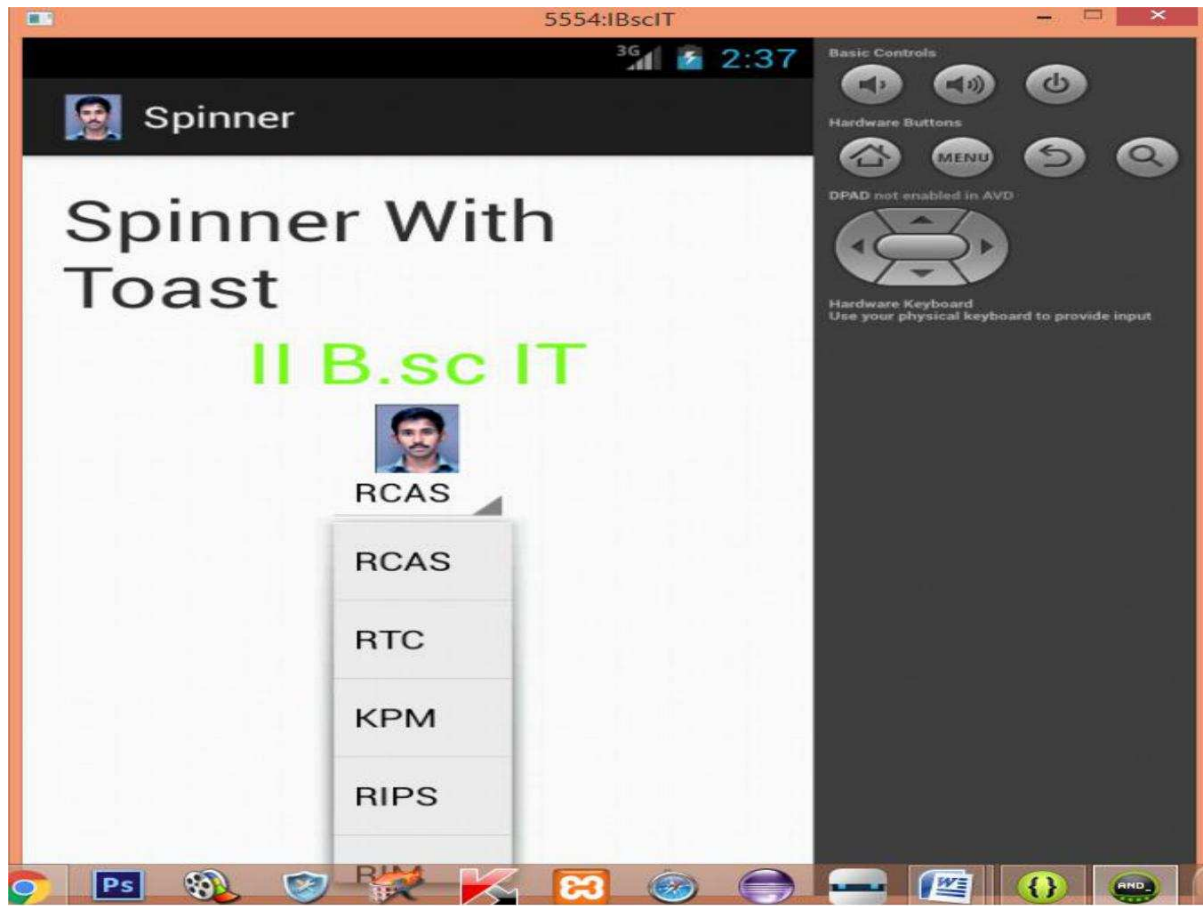 5554:IBscIT
3G 2:37
Spinner
Spinner With
Toast
II B.sc IT
RCAS
RCAS
RTC
KPM
RIPS
Basic Controls
Hardware Buttons
MENU
DPAD not enabled in AVD
Hardware Keyboard
Use your physical keyboard to provide input
Ps
W
{}
AND_